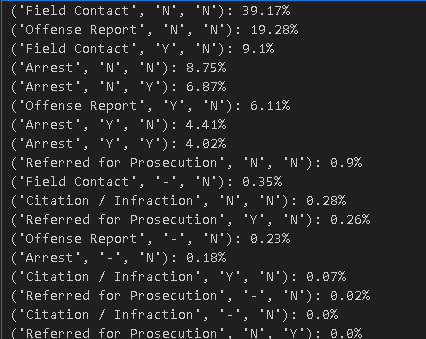 ('Field Contact', 'N', 'N'): 39.17%
('Offense Report', 'N', 'N'): 19.28%
('Field Contact', 'Y', 'N'): 9.1%
('Arrest', 'N', 'N'): 8.75%
('Arrest', 'N', 'Y'): 6.87%
('Offense Report', 'Y', 'N'): 6.11%
('Arrest', 'Y', 'N'): 4.41%
('Arrest', 'Y', 'Y'): 4.02%
('Referred for Prosecution', 'N', 'N'): 0.9%
('Field Contact', '-', 'N'): 0.35%
('Citation / Infraction', 'N', 'N'): 0.28%
('Referred for Prosecution', 'Y', 'N'): 0.26%
('Offense Report', '-', 'N'): 0.23%
('Arrest', '-', 'N'): 0.18%
('Citation / Infraction', 'Y', 'N'): 0.07%
('Referred for Prosecution', '-', 'N'): 0.02%
('Citation / Infraction', '-', 'N'): 0.0%
('Referred for Prosecution', 'N', 'Y'): 0.0%